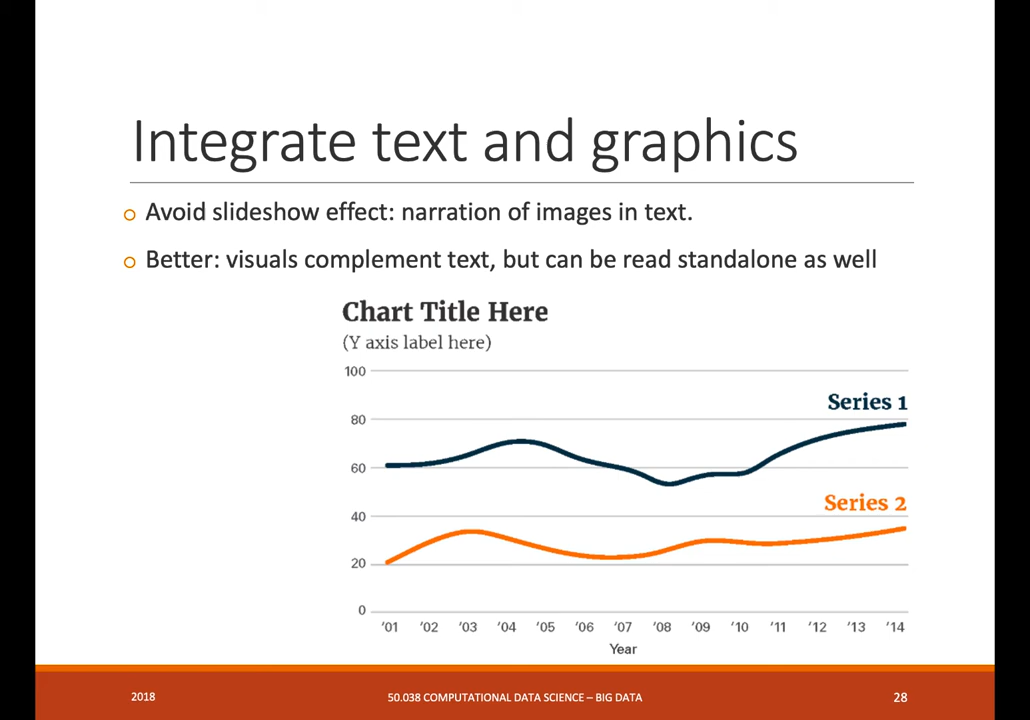 Integrate text and graphics
Avoid slideshow effect: narration of images in text.
Better: visuals complement text, but can be read standalone as well
Chart Title Here
(Y axis label here)
100
Series 1
80
60
Series 2
40
20
0
'01 '02 '03 '04 '05 '06 '07 '08 '09 '10 '11 '12 '13 '14
Year
2018 50.038 COMPUTATIONAL DATA SCIENCE – BIG DATA 28